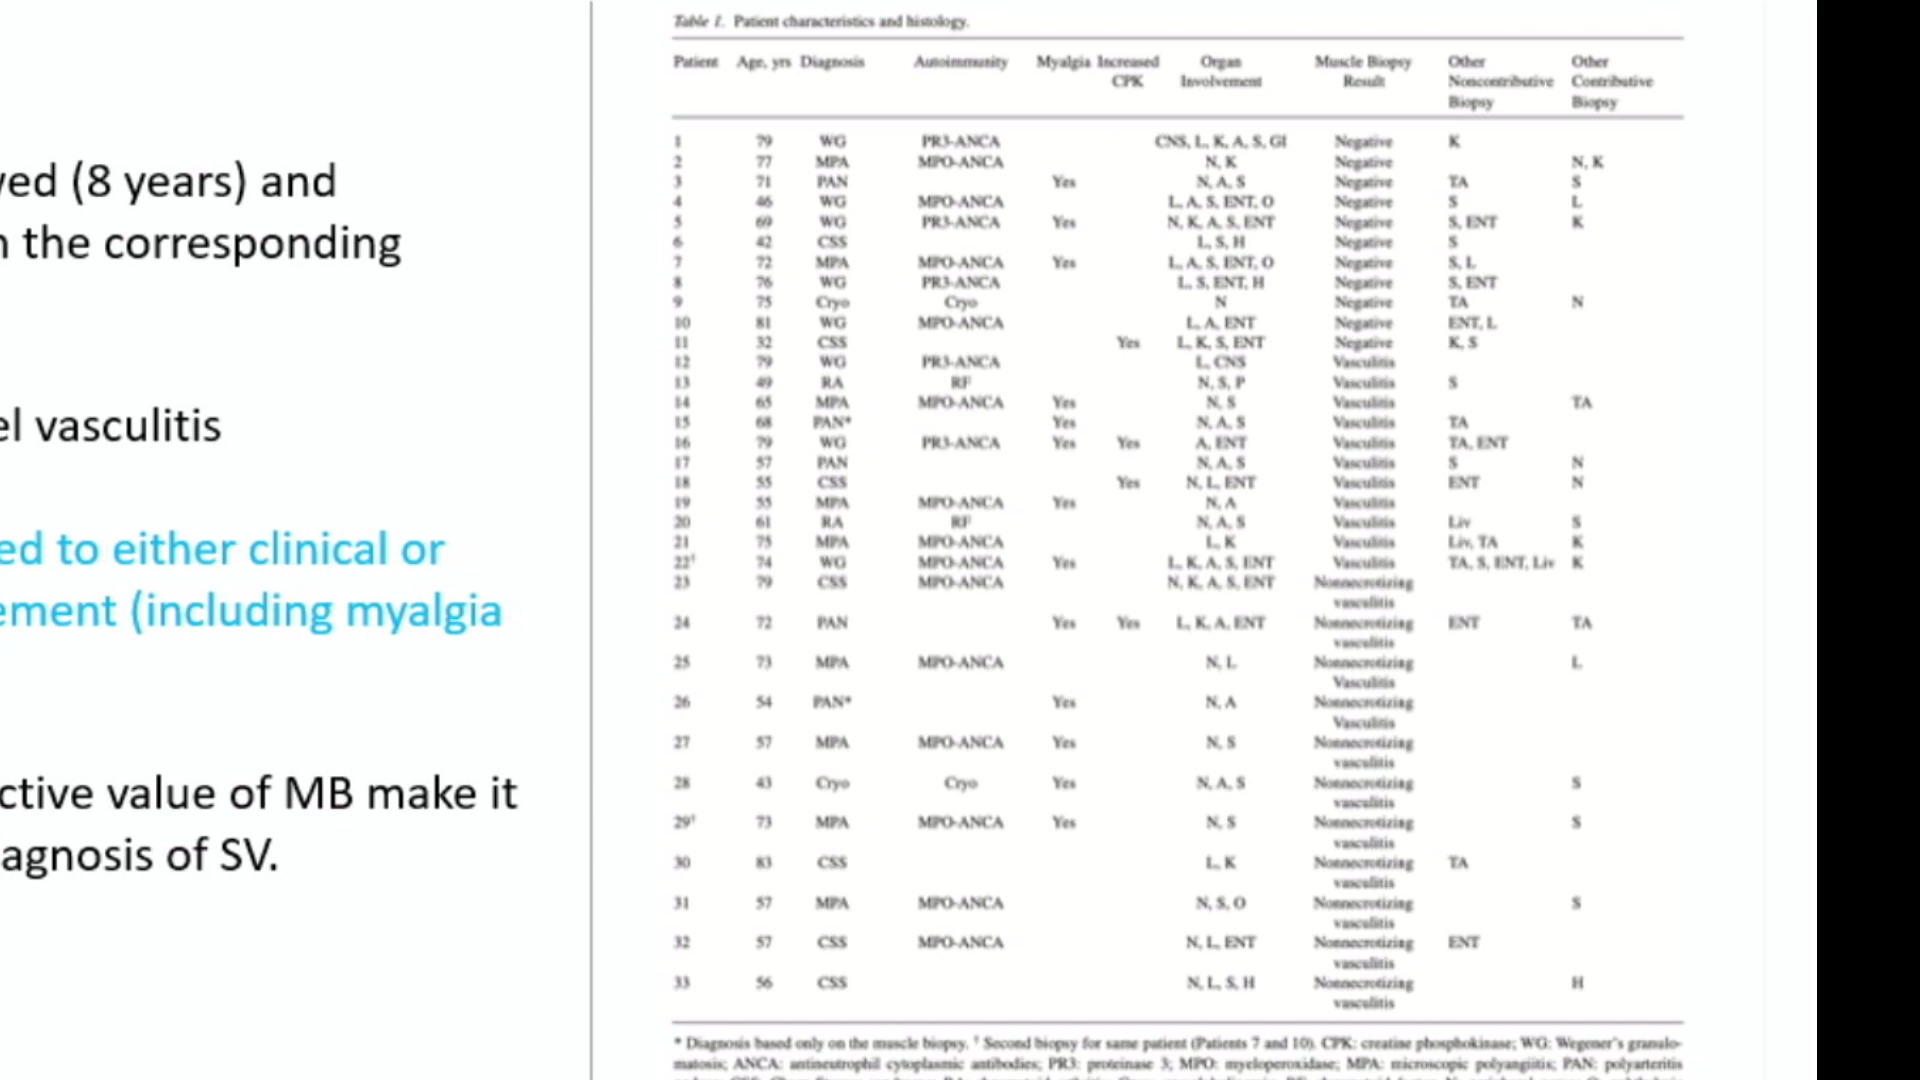 ved (8 years) and
n the corresponding
el vasculitis
ed to either clinical or
ement (including myalgia
ctive value of MB make it
agnosis of SV.
Table 1. Patient characteristics and histology.
Patient Age, yrs Diagnosis Autoimmunity Myalgia Increased CPK Organ Involvement Muscle Biopsy Result Other Noncontributive Biopsy Other Contributive Biopsy
1 79 WG PR3-ANCA CNS, L, K, A, S, GI Negative K
2 77 MPA MPO-ANCA N, K Negative N, K
3 71 PAN Yes N, A, S Negative TA S
4 46 WG MPO-ANCA L, A, S, ENT, O Negative S L
5 69 WG PR3-ANCA Yes N, K, A, S, ENT Negative S, ENT K
6 42 CSS L, S, H Negative S
7 72 MPA MPO-ANCA Yes L, A, S, ENT, O Negative S, L
8 76 WG PR3-ANCA L, S, ENT, H Negative S, ENT
9 75 Cryo Cryo N Negative TA N
10 81 WG MPO-ANCA L, A, ENT Negative ENT, L
11 32 CSS Yes L, K, S, ENT Negative K, S
12 79 WG PR3-ANCA L, CNS Vasculitis
13 49 RA RF N, S, P Vasculitis S
14 65 MPA MPO-ANCA Yes N, S Vasculitis TA
15 68 PAN* Yes N, A, S Vasculitis TA
16 79 WG PR3-ANCA Yes Yes A, ENT Vasculitis TA, ENT
17 57 PAN N, A, S Vasculitis S N
18 55 CSS Yes N, L, ENT Vasculitis ENT N
19 55 MPA MPO-ANCA Yes N, A Vasculitis
20 61 RA RF N, A, S Vasculitis Liv S
21 75 MPA MPO-ANCA L, K Vasculitis Liv, TA K
22† 74 WG MPO-ANCA Yes L, K, A, S, ENT Vasculitis TA, S, ENT, Liv K
23 79 CSS MPO-ANCA N, K, A, S, ENT Nonnecrotizing
vasculitis
24 72 PAN Yes Yes L, K, A, ENT Nonnecrotizing ENT TA
vasculitis
25 73 MPA MPO-ANCA N, L Nonnecrotizing L
Vasculitis
26 54 PAN* Yes N, A Nonnecrotizing
Vasculitis
27 57 MPA MPO-ANCA Yes N, S Nonnecrotizing
vasculitis
28 43 Cryo Cryo Yes N, A, S Nonnecrotizing S
vasculitis
29† 73 MPA MPO-ANCA Yes N, S Nonnecrotizing S
vasculitis
30 83 CSS L, K Nonnecrotizing TA
vasculitis
31 57 MPA MPO-ANCA N, S, O Nonnecrotizing S
vasculitis
32 57 CSS MPO-ANCA N, L, ENT Nonnecrotizing ENT
vasculitis
33 56 CSS N, L, S, H Nonnecrotizing H
vasculitis
* Diagnosis based only on the muscle biopsy. † Second biopsy for same patient (Patients 7 and 10). CPK: creatine phosphokinase; WG: Wegener's granulo-
matosis; ANCA: antineutrophil cytoplasmic antibodies; PR3: proteinase 3; MPO: myeloperoxidase; MPA: microscopic polyangiitis; PAN: polyarteritis